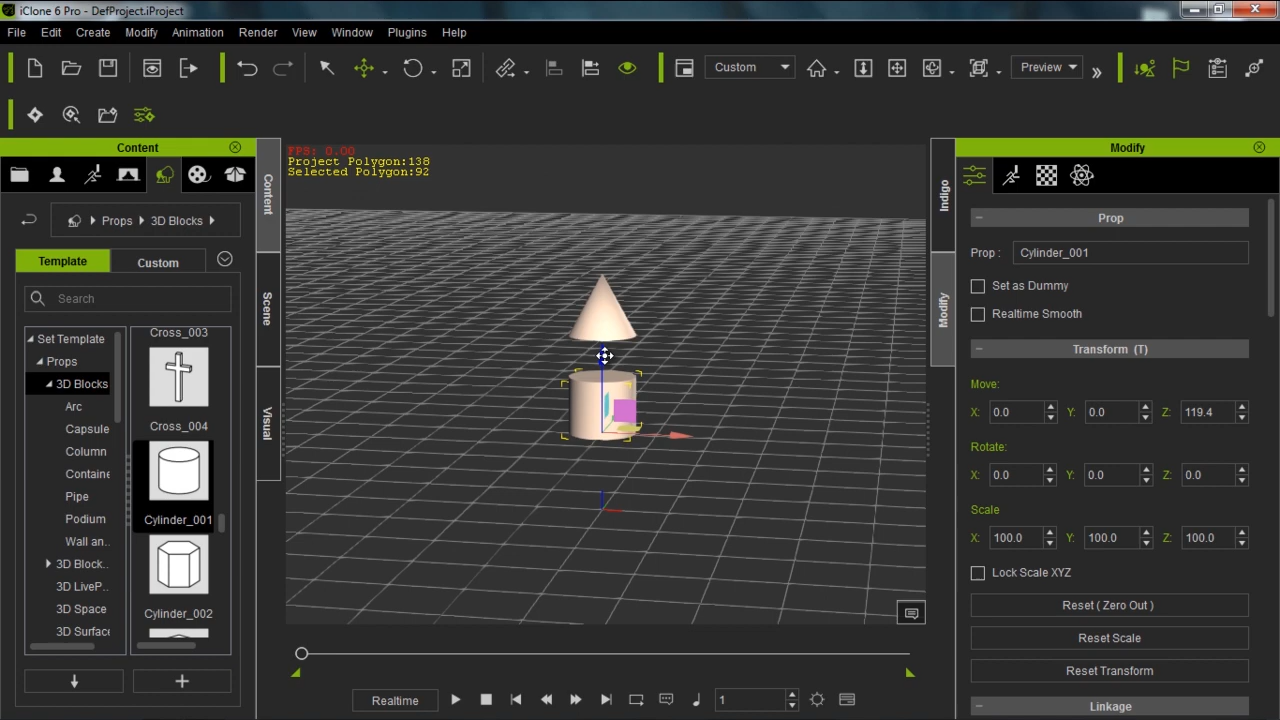 iClone 6 Pro - DefProject.iProject
File Edit Create Modify Animation Render View Window Plugins Help
Custom
Preview
Content
Props 3D Blocks
Template Custom
Search
Set Template
Props
3D Blocks
Arc
Capsule
Column
Containe
Pipe
Podium
Wall an..
3D Block..
3D LiveP..
3D Space
3D Surface
Cross_003
Cross_004
Cylinder_001
Cylinder_002
Content
Scene
Visual
FPS: 0.00
Project Polygon:138
Selected Polygon:92
Realtime
1
Indigo
Modify
Modify
Prop
Prop : Cylinder_001
Set as Dummy
Realtime Smooth
Transform (T)
Move:
X: 0.0 Y: 0.0 Z: 119.4
Rotate:
X: 0.0 Y: 0.0 Z: 0.0
Scale
X: 100.0 Y: 100.0 Z: 100.0
Lock Scale XYZ
Reset ( Zero Out )
Reset Scale
Reset Transform
Linkage